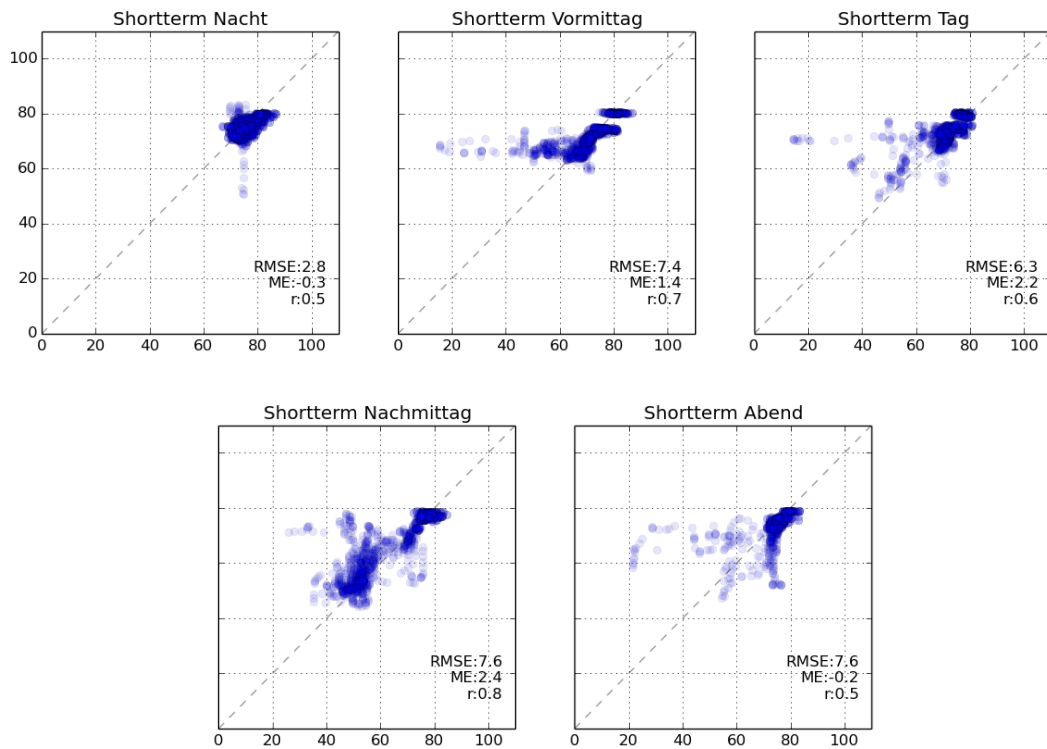 Shortterm Nacht
Shortterm Vormittag
Shortterm Tag
100
80
60
40
20
0
RMSE:2.8
ME:-0.3
r:0.5
RMSE:7.4
ME:1.4
r:0.7
RMSE:6.3
ME:2.2
r:0.6
0 20 40 60 80 100
0 20 40 60 80 100
0 20 40 60 80 100
Shortterm Nachmittag
Shortterm Abend
RMSE:7.6
ME:2.4
r:0.8
RMSE:7.6
ME:-0.2
r:0.5
0 20 40 60 80 100
0 20 40 60 80 100